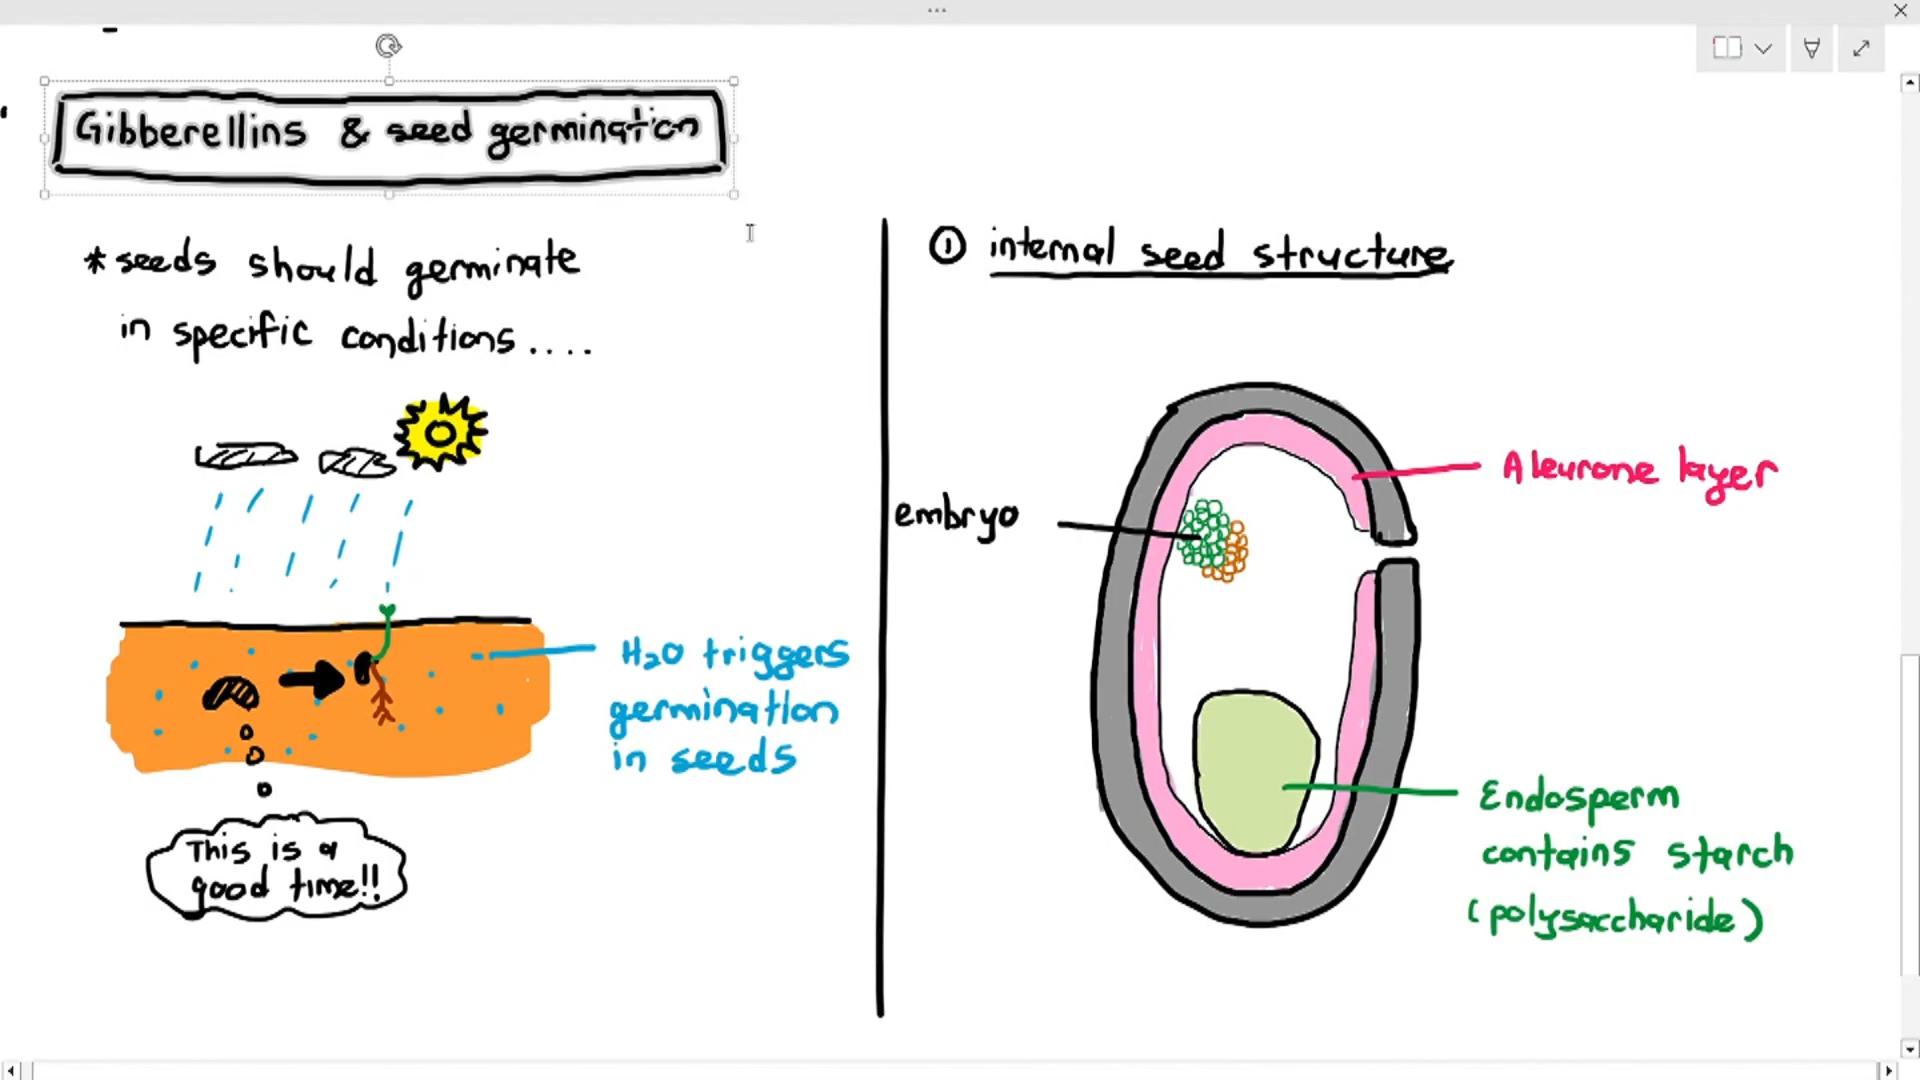 Gibberellins & seed germination
* seeds should germinate
in specific conditions....
H₂O triggers
germination
in seeds
This is a
good time!!
① internal seed structure
Aleurone layer
embryo
Endosperm
contains starch
(polysaccharide)